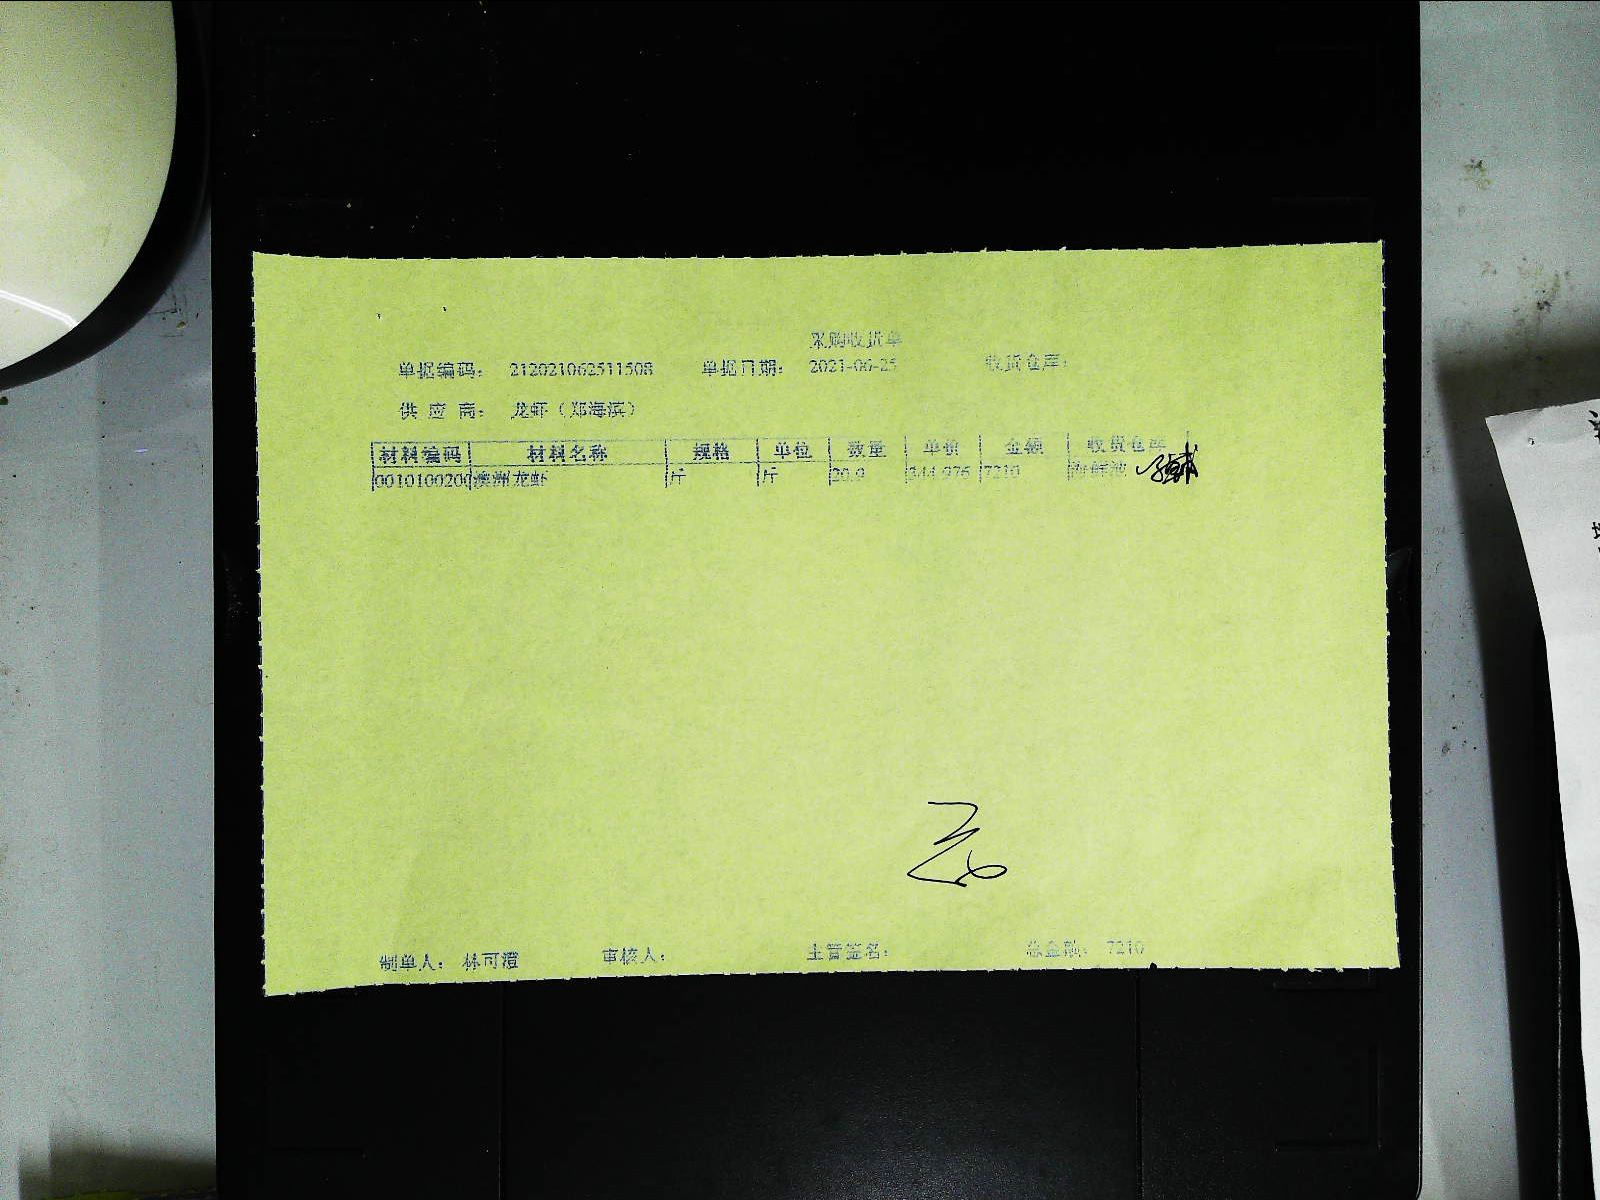 采购收货单
单据编码: 212021062511508 单据日期: 2021-06-25 收货仓库:
供应商: 龙虾(郑海滨)
材料编码 材料名称 规格 单位 数量 单价 金额 收货仓库
0010100200 澳洲龙虾 斤 斤 20.9 344.976 7210 海鲜池
制单人: 林可澄 审核人: 主管签名: 总金额: 7210